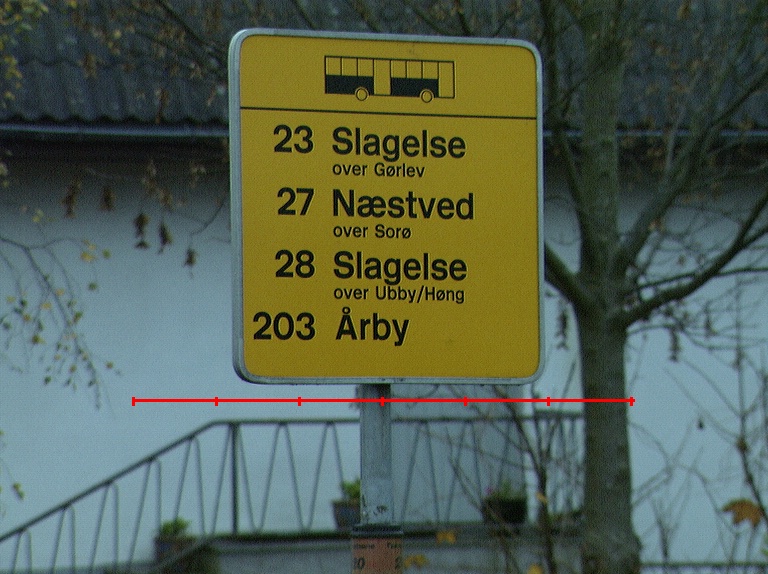 23 Slagelse
over Gørlev
27 Næstved
over Sorø
28 Slagelse
over Ubby/Høng
203 Årby